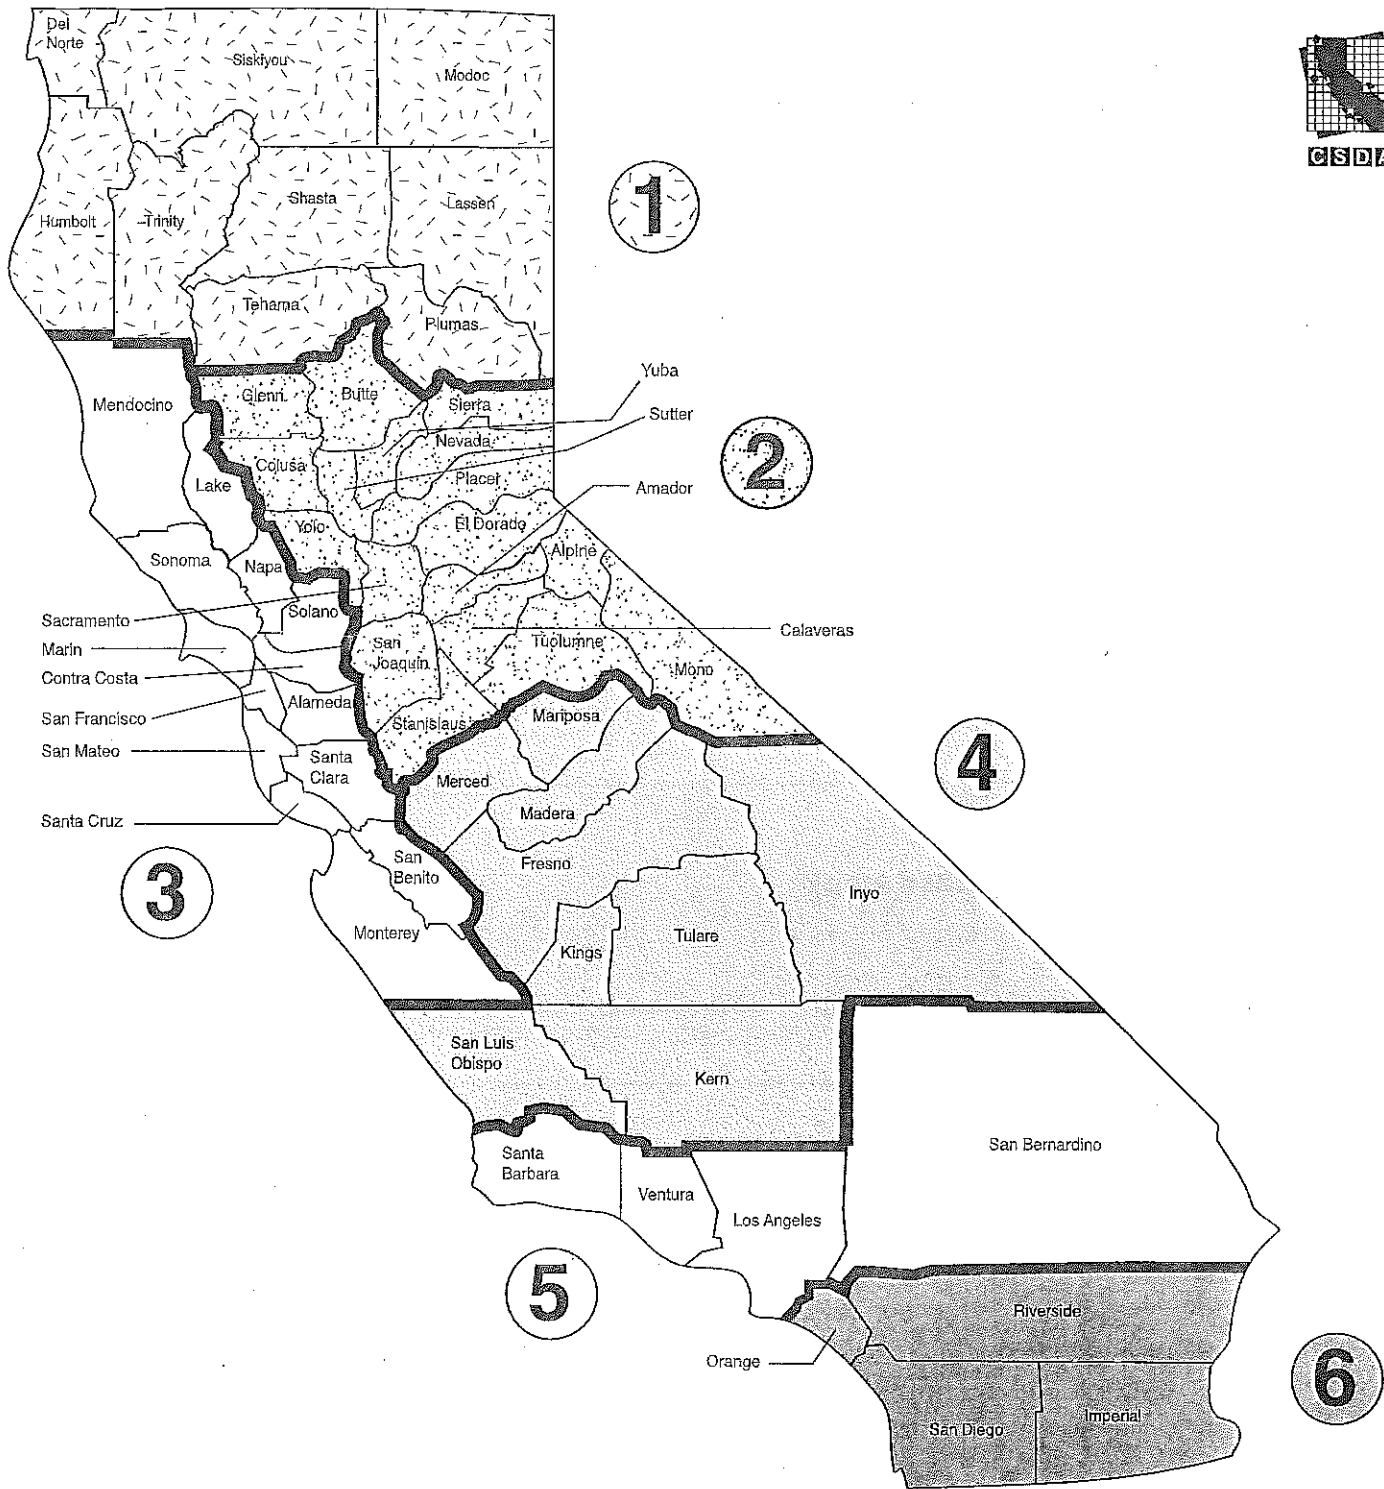 Del
Norte
Siskiyou
Modoc
CSDA
Humbolt
Trinity
Shasta
Lassen
1
Tehama
Plumas
Mendocino
Glenn
Butte
Sierra
Yuba
Sutter
Nevada
2
Colusa
Placer
Lake
Amador
Yolo
El Dorado
Sonoma
Napa
Alpine
Solano
Sacramento
Calaveras
Marin
San
Joaquin
Tuolumne
Mono
Contra Costa
Alameda
San Francisco
Stanislaus
Mariposa
San Mateo
Santa
Clara
Merced
4
Santa Cruz
Madera
3
San
Benito
Fresno
Inyo
Monterey
Kings
Tulare
San Luis
Obispo
Kern
Santa
Barbara
San Bernardino
Ventura
Los Angeles
5
Riverside
Orange
6
San Diego
Imperial